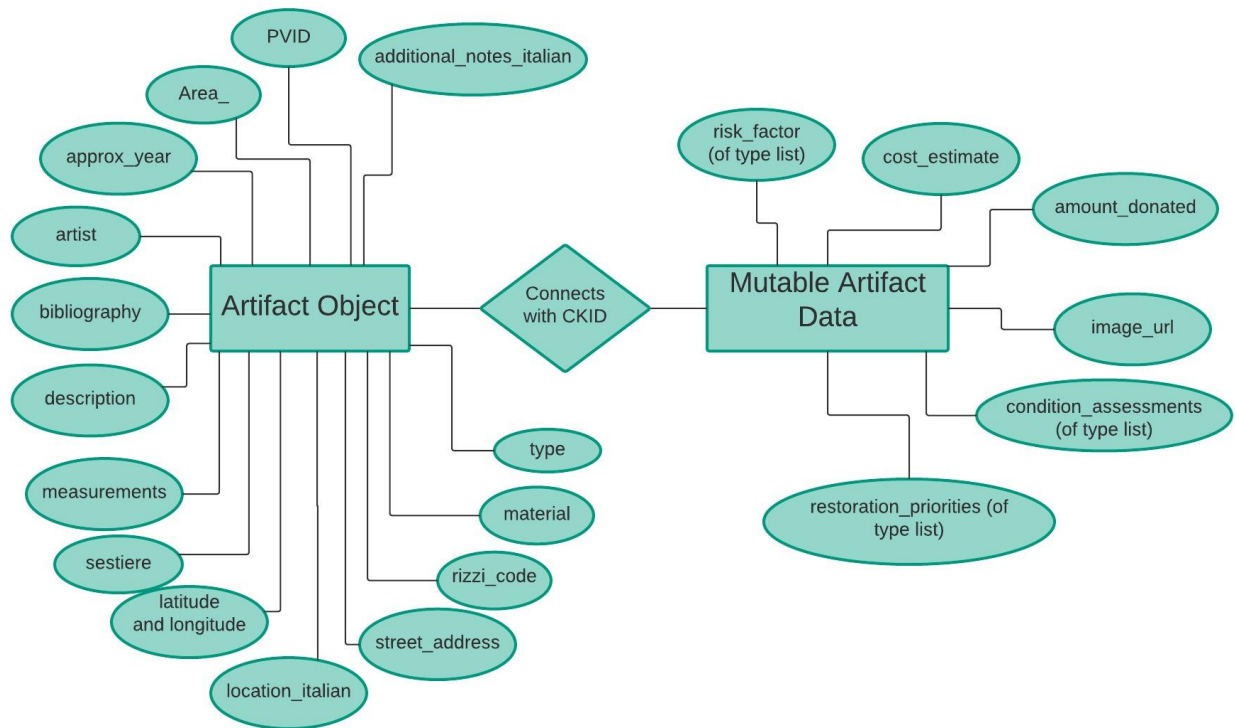 PVID
additional_notes_italian
Area_
approx_year
artist
bibliography
description
measurements
sestiere
latitude
and longitude
location_italian
street_address
rizzi_code
material
type
Artifact Object
Connects
with CKID
Mutable Artifact
Data
risk_factor
(of type list)
cost_estimate
amount_donated
image_url
condition_assessments
(of type list)
restoration_priorities (of
type list)